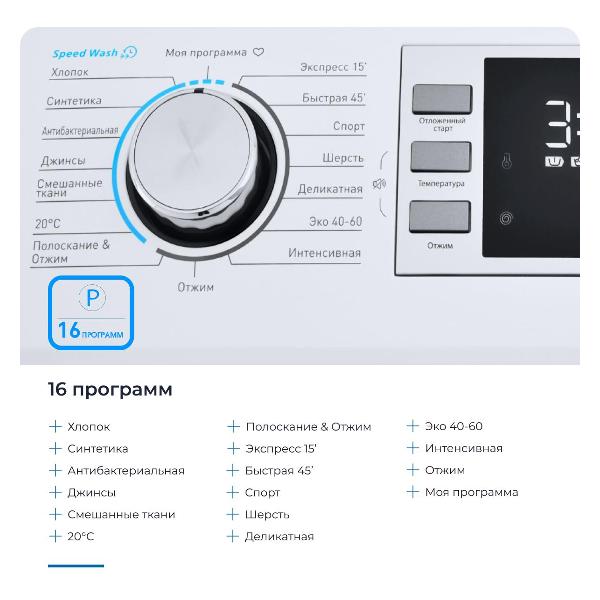 Speed Wash
Моя программа
Хлопок
Синтетика
Антибактериальная
Джинсы
Смешанные
ткани
20°C
Полоскание &
Отжим
Отжим
Экспресс 15'
Быстрая 45'
Спорт
Шерсть
Деликатная
Эко 40-60
Интенсивная
Отложенный
старт
Температура
Отжим
3
P
16 ПРОГРАММ
16 программ
Хлопок
Синтетика
Антибактериальная
Джинсы
Смешанные ткани
20°C
Полоскание & Отжим
Экспресс 15'
Быстрая 45'
Спорт
Шерсть
Деликатная
Эко 40-60
Интенсивная
Отжим
Моя программа